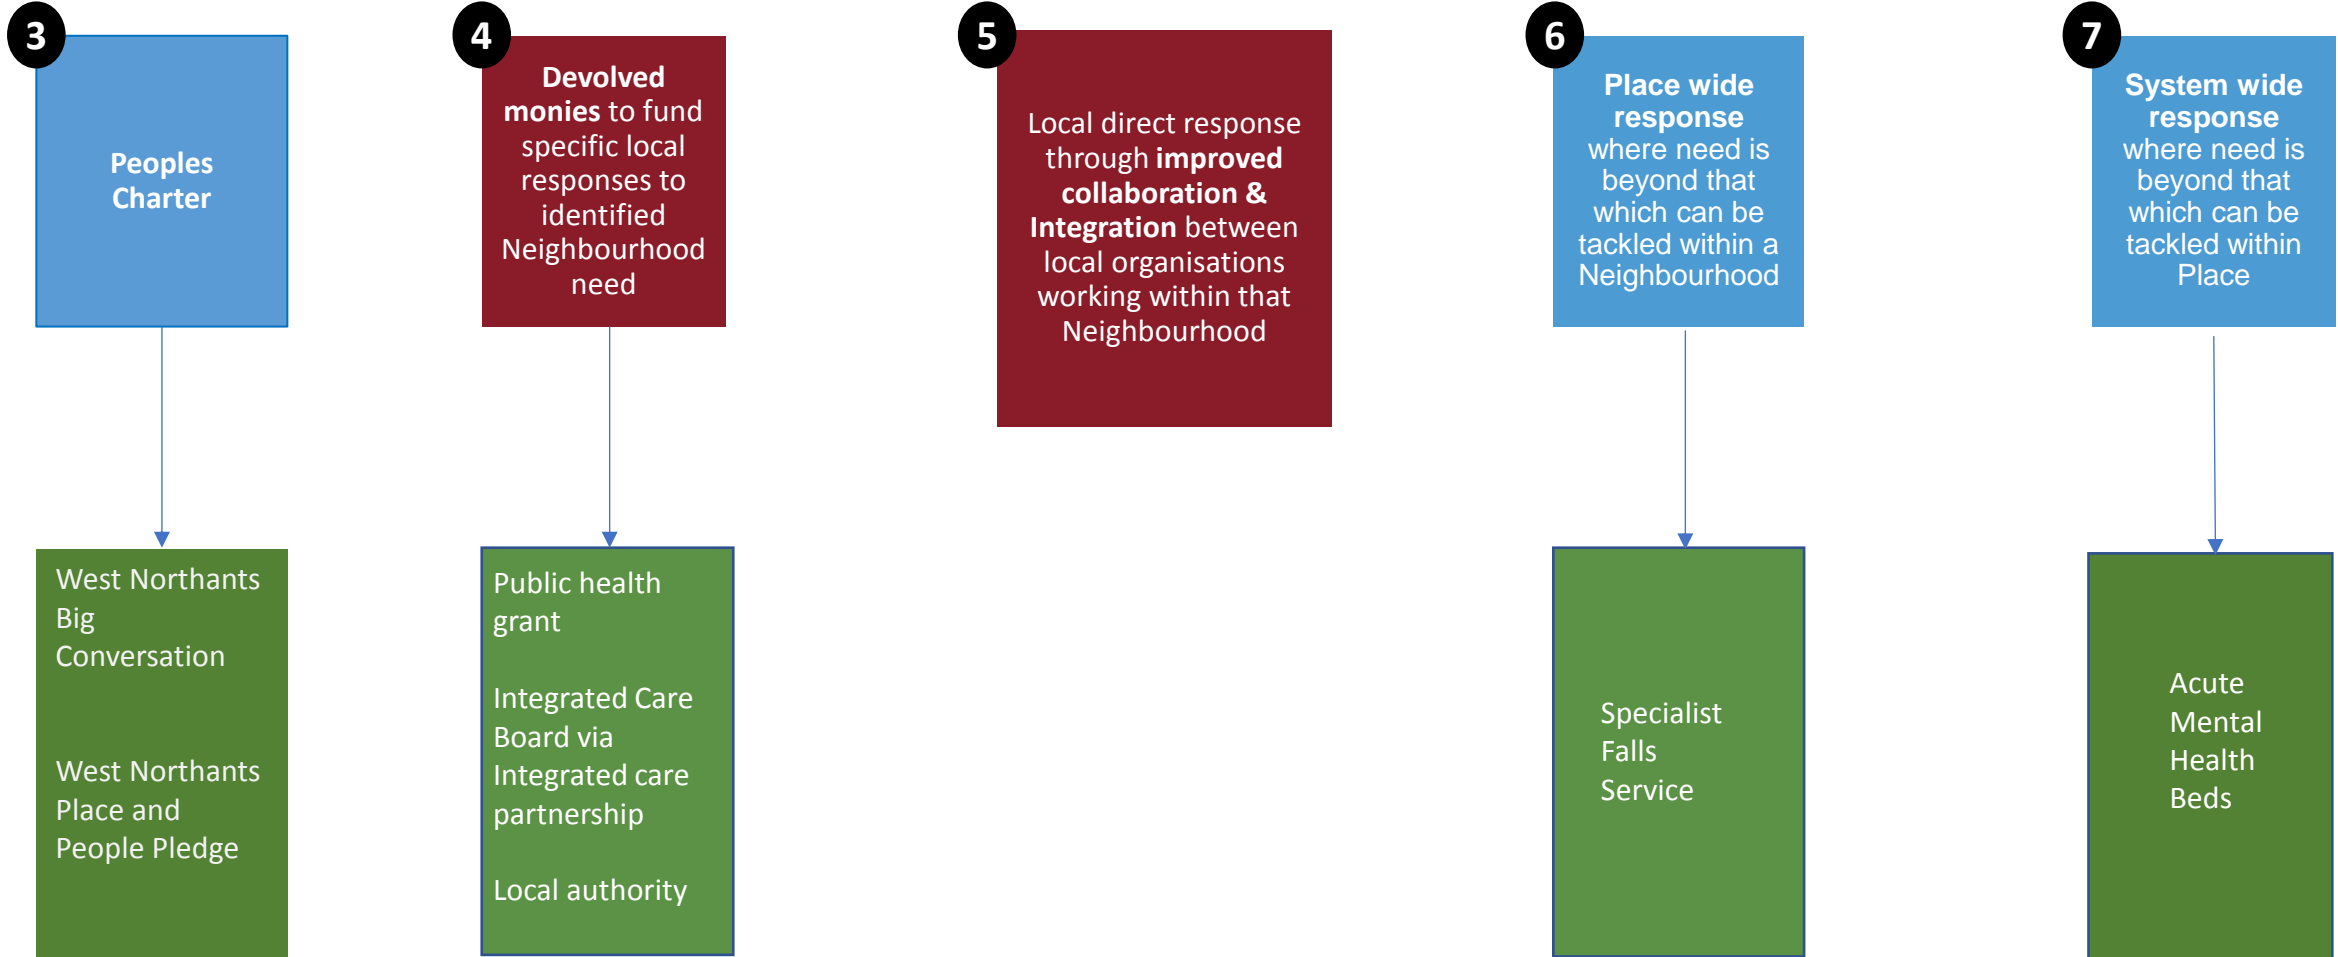 3
Peoples
Charter
West Northants
Big
Conversation
West Northants
Place and
People Pledge
4
Devolved
monies to fund
specific local
responses to
identified
Neighbourhood
need
Public health
grant
Integrated Care
Board via
Integrated care
partnership
Local authority
5
Local direct response
through improved
collaboration &
Integration between
local organisations
working within that
Neighbourhood
6
Place wide
response
where need is
beyond that
which can be
tackled within a
Neighbourhood
Specialist
Falls
Service
7
System wide
response
where need is
beyond that
which can be
tackled within
Place
Acute
Mental
Health
Beds